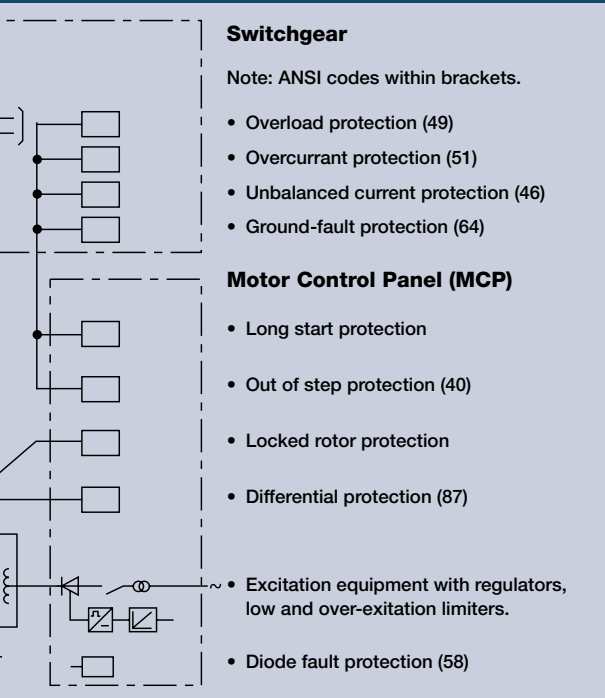 Switchgear
Note: ANSI codes within brackets.
• Overload protection (49)
• Overcurrant protection (51)
• Unbalanced current protection (46)
• Ground-fault protection (64)
Motor Control Panel (MCP)
• Long start protection
• Out of step protection (40)
• Locked rotor protection
• Differential protection (87)
~ • Excitation equipment with regulators,
low and over-exitation limiters.
• Diode fault protection (58)